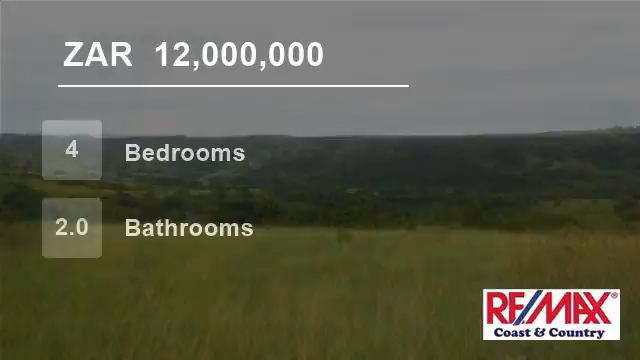 ZAR 12,000,000
4 Bedrooms
2.0 Bathrooms
RE/MAX®
Coast & Country